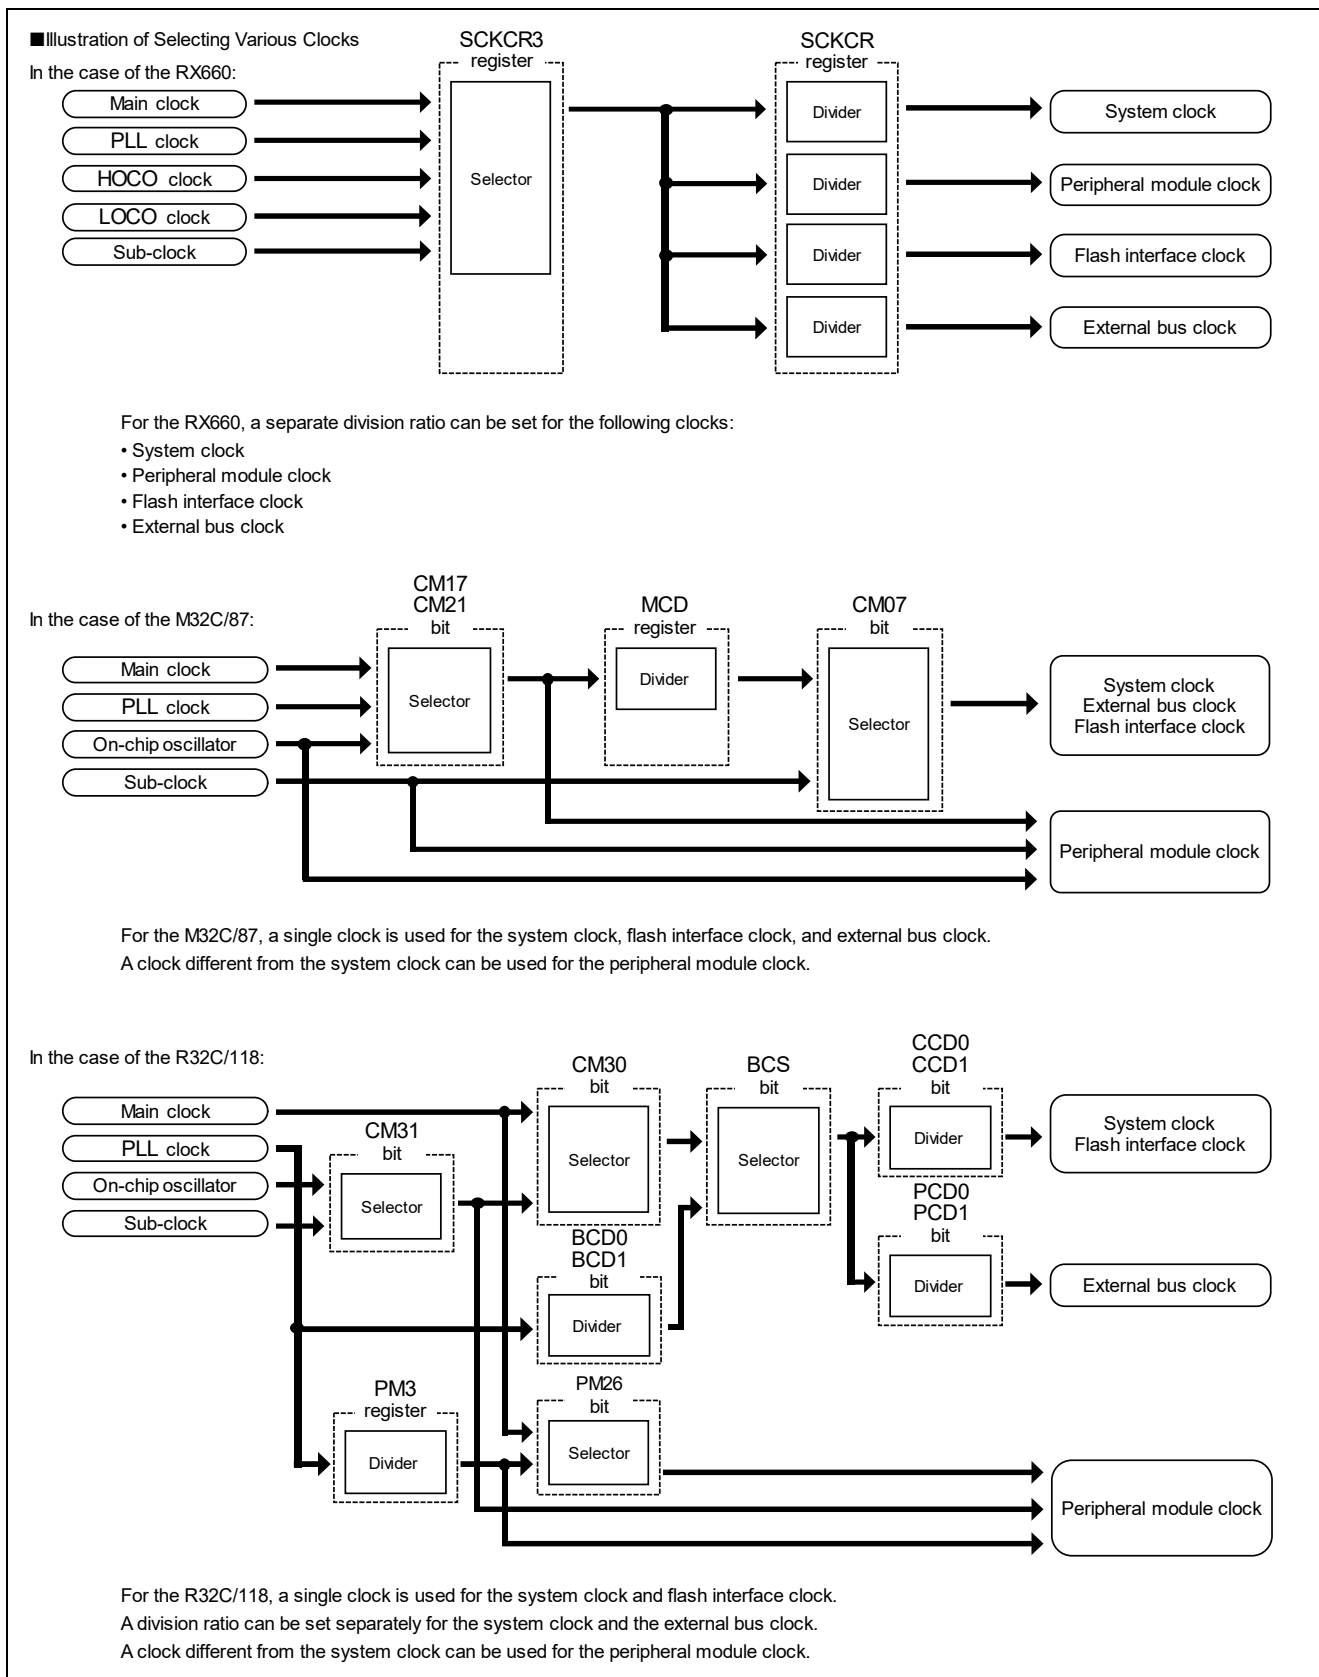 ■Illustration of Selecting Various Clocks
In the case of the RX660:
SCKCR3
register
SCKCR
register
Main clock
PLL clock
HOCO clock
LOCO clock
Sub-clock
Selector
Divider
Divider
Divider
Divider
System clock
Peripheral module clock
Flash interface clock
External bus clock
For the RX660, a separate division ratio can be set for the following clocks:
• System clock
• Peripheral module clock
• Flash interface clock
• External bus clock
In the case of the M32C/87:
CM17
CM21
bit
MCD
register
CM07
bit
Main clock
PLL clock
On-chip oscillator
Sub-clock
Selector
Divider
Selector
System clock
External bus clock
Flash interface clock
Peripheral module clock
For the M32C/87, a single clock is used for the system clock, flash interface clock, and external bus clock.
A clock different from the system clock can be used for the peripheral module clock.
In the case of the R32C/118:
Main clock
PLL clock
On-chip oscillator
Sub-clock
CM31
bit
Selector
CM30
bit
Selector
BCS
bit
Selector
CCD0
CCD1
bit
Divider
System clock
Flash interface clock
BCD0
BCD1
bit
Divider
PCD0
PCD1
bit
Divider
External bus clock
PM3
register
Divider
PM26
bit
Selector
Peripheral module clock
For the R32C/118, a single clock is used for the system clock and flash interface clock.
A division ratio can be set separately for the system clock and the external bus clock.
A clock different from the system clock can be used for the peripheral module clock.